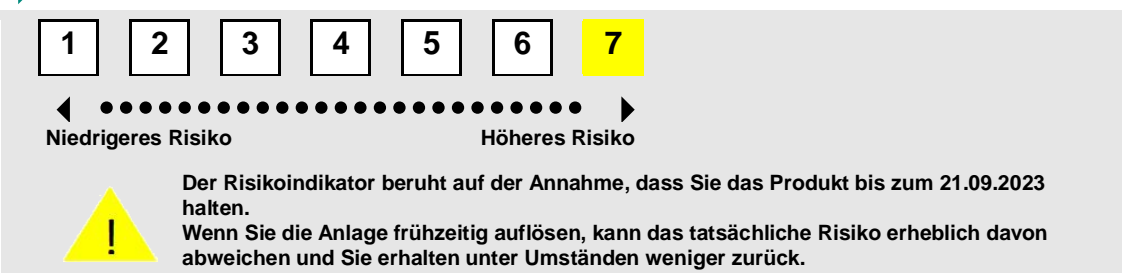 1 2 3 4 5 6 7
Niedrigeres Risiko Höheres Risiko
Der Risikoindikator beruht auf der Annahme, dass Sie das Produkt bis zum 21.09.2023
halten.
Wenn Sie die Anlage frühzeitig auflösen, kann das tatsächliche Risiko erheblich davon
abweichen und Sie erhalten unter Umständen weniger zurück.
!